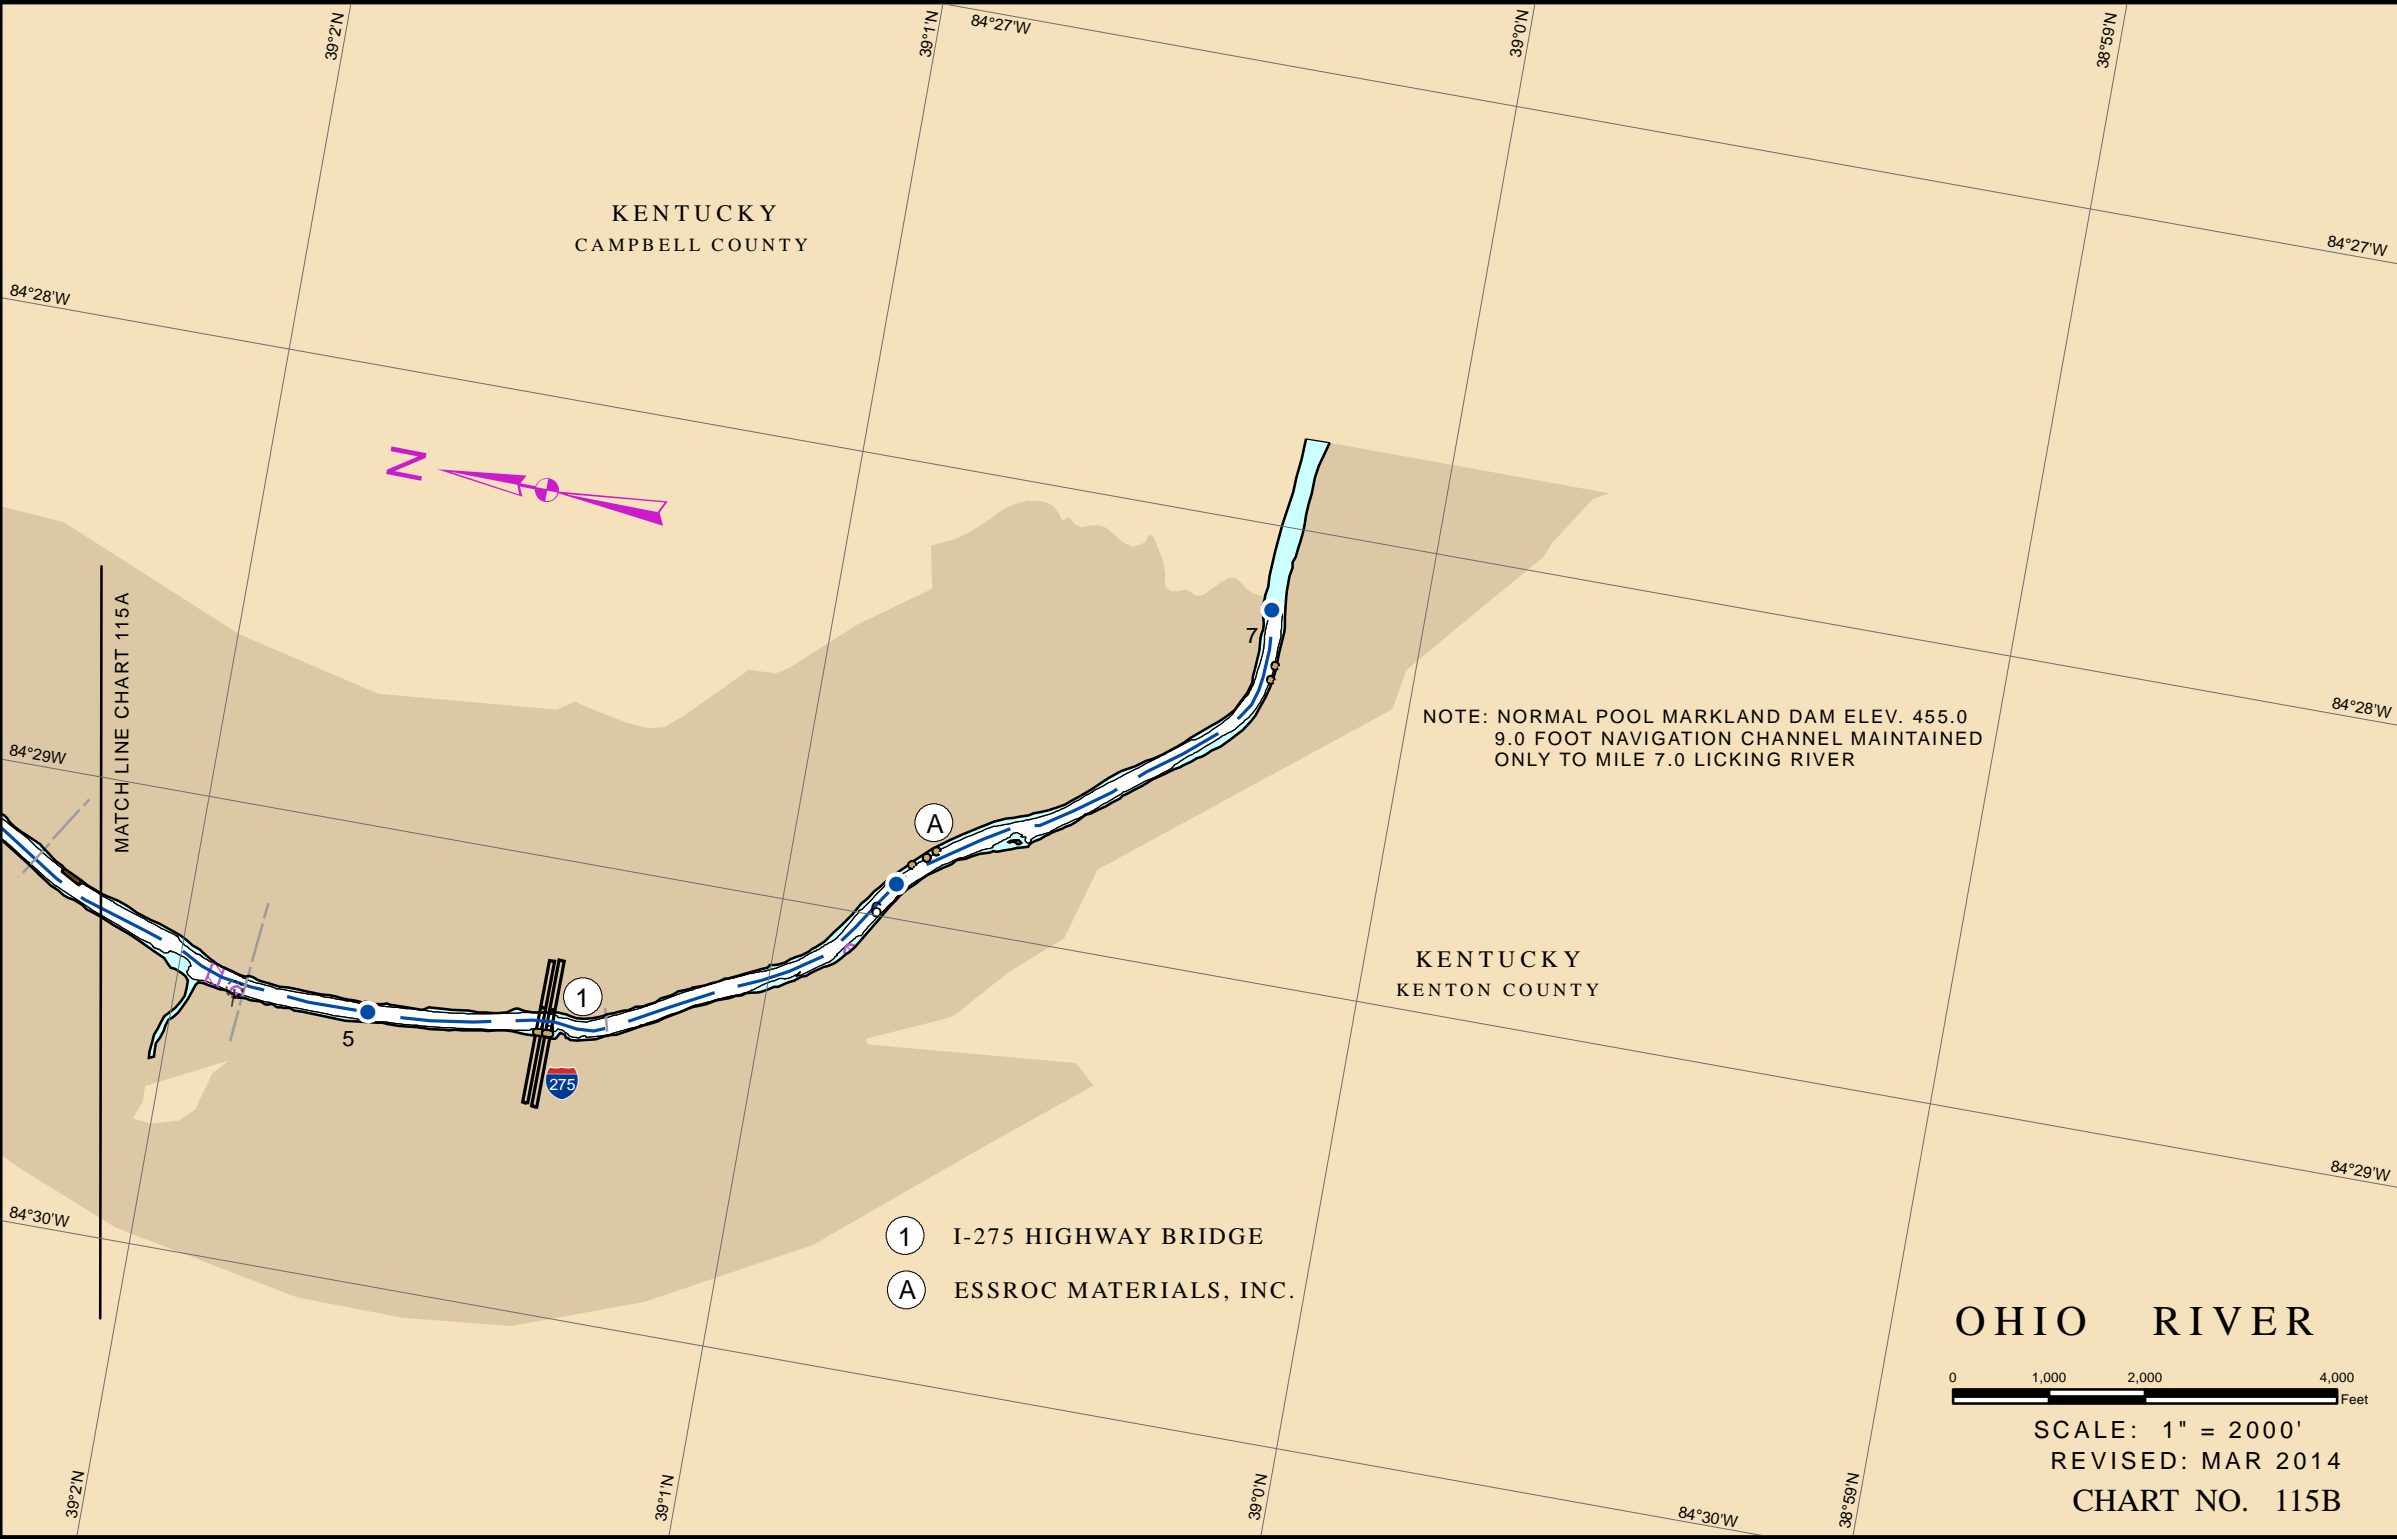 39°2'N
39°1'N
84°27'W
39°0'N
38°59'N
KENTUCKY
CAMPBELL COUNTY
84°27'W
84°28'W
N
MATCH LINE CHART 115A
7
NOTE: NORMAL POOL MARKLAND DAM ELEV. 455.0
9.0 FOOT NAVIGATION CHANNEL MAINTAINED
ONLY TO MILE 7.0 LICKING RIVER
84°28'W
84°29W
A
6
KENTUCKY
KENTON COUNTY
1
5
275
84°29'W
84°30'W
1 I-275 HIGHWAY BRIDGE
A ESSROC MATERIALS, INC.
OHIO RIVER
0 1,000 2,000 4,000
Feet
SCALE: 1" = 2000'
REVISED: MAR 2014
CHART NO. 115B
39°2'N
39°1'N
39°0'N
84°30'W
38°59'N